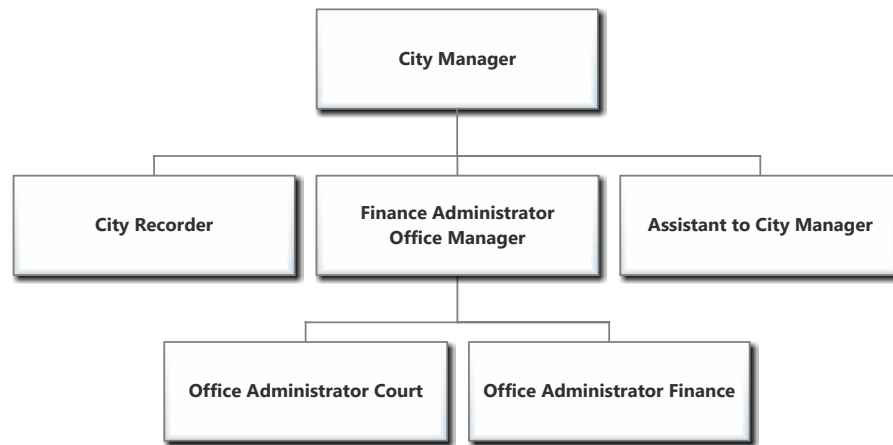 City Manager
City Recorder
Finance Administrator
Office Manager
Assistant to City Manager
Office Administrator Court
Office Administrator Finance